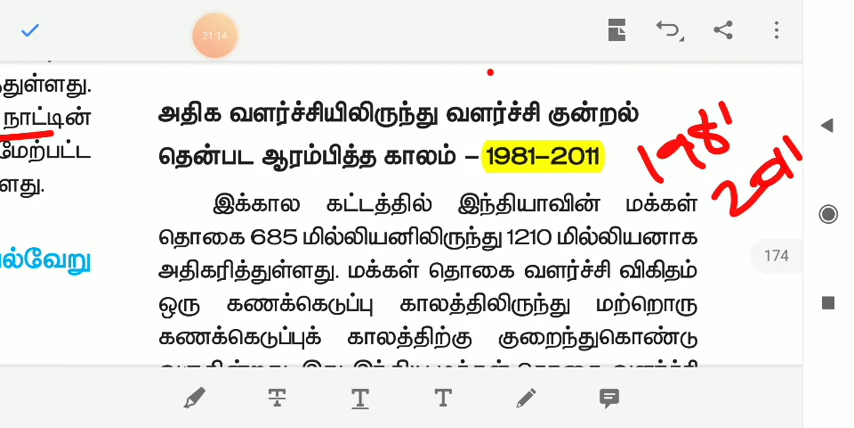 21:14
துள்ளது.
நாட்டின்
மேற்பட்ட
ளது.
ல்வேறு
அதிக வளர்ச்சியிலிருந்து வளர்ச்சி குன்றல்
தென்பட ஆரம்பித்த காலம் – 1981–2011
1981
2011
இக்கால கட்டத்தில் இந்தியாவின் மக்கள்
தொகை 685 மில்லியனிலிருந்து 1210 மில்லியனாக
அதிகரித்துள்ளது. மக்கள் தொகை வளர்ச்சி விகிதம்
ஒரு கணக்கெடுப்பு காலத்திலிருந்து மற்றொரு
கணக்கெடுப்புக் காலத்திற்கு குறைந்துகொண்டு
174